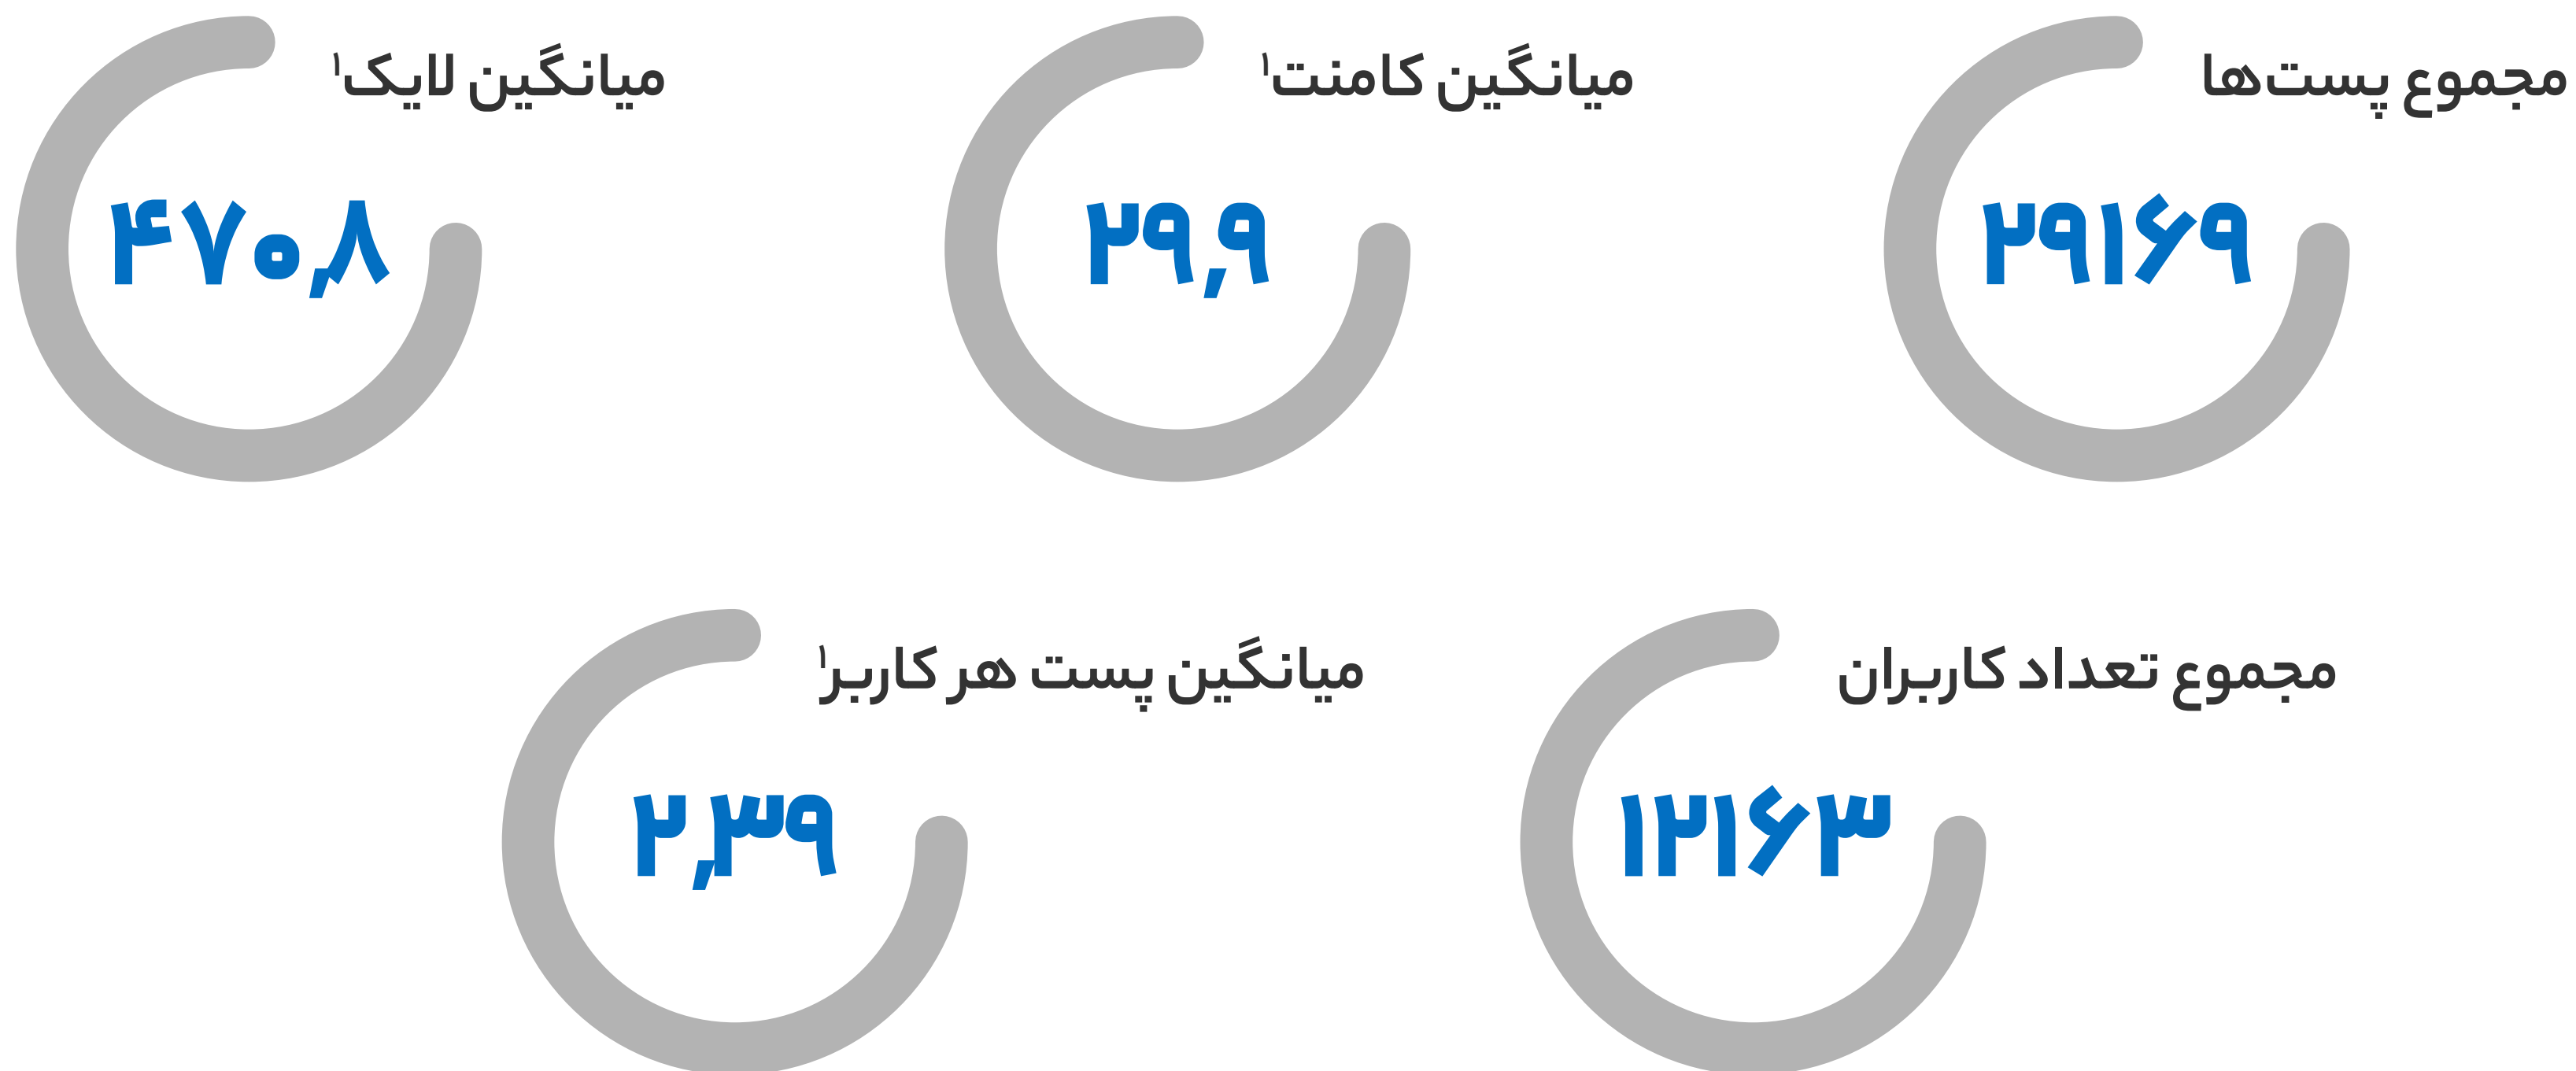 مجموع پست‌ها
۲۹۱۶۹
میانگین کامنت۱
۲۹,۹
میانگین لایک۱
۴۷۰,۸
مجموع تعداد کاربران
۱۲۱۶۳
میانگین پست هر کاربر۱
۲,۳۹